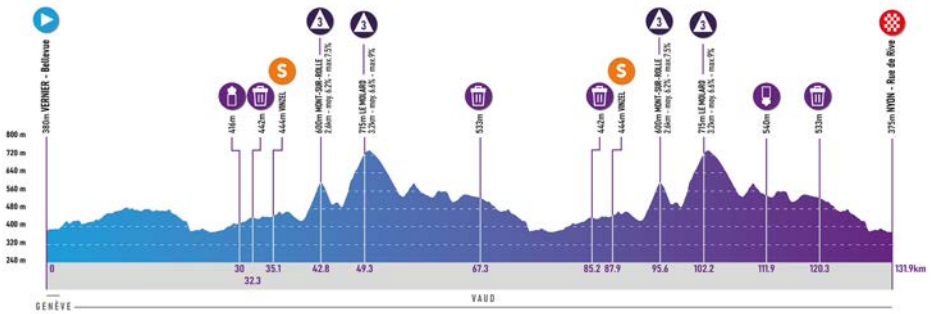 3
3
3
3
S
S
380m VERNIER - Bellevue
416m
442m
444m VINZEL
600m MONT-SUR-ROLLE
2.6km - moy. 6.2% - max.7.5%
715m LE MOLARD
3.2km - moy. 6.6% - max.9%
533m
442m
444m VINZEL
600m MONT-SUR-ROLLE
2.6km - moy. 6.2% - max.7.5%
715m LE MOLARD
3.2km - moy. 6.6% - max.9%
540m
533m
375m NYON - Rue de Rive
800 m
720 m
640 m
560 m
480 m
400 m
320 m
240 m
0
30
32.3
35.1
42.8
49.3
67.3
85.2
87.9
95.6
102.2
111.9
120.3
131.9km
GENÈVE
VAUD